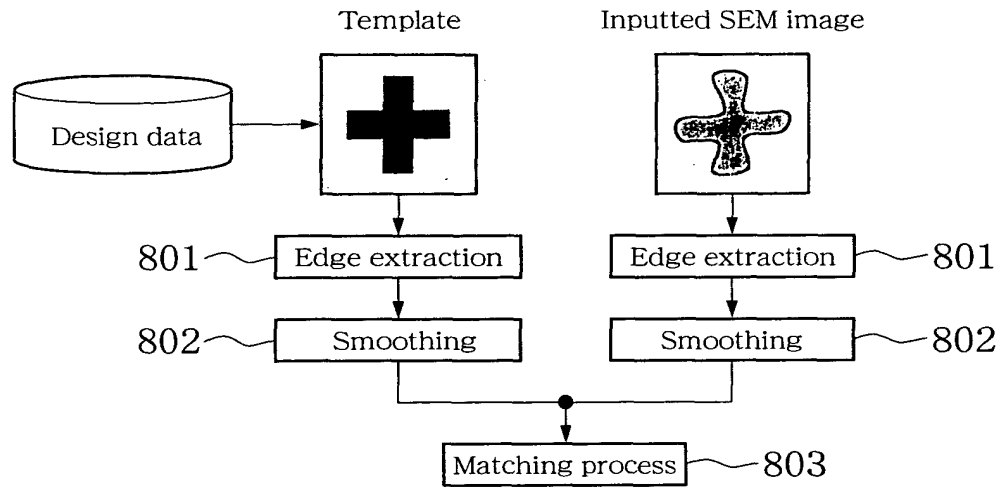 Template
Inputted SEM image
Design data
801
Edge extraction
Edge extraction
801
802
Smoothing
Smoothing
802
Matching process
803